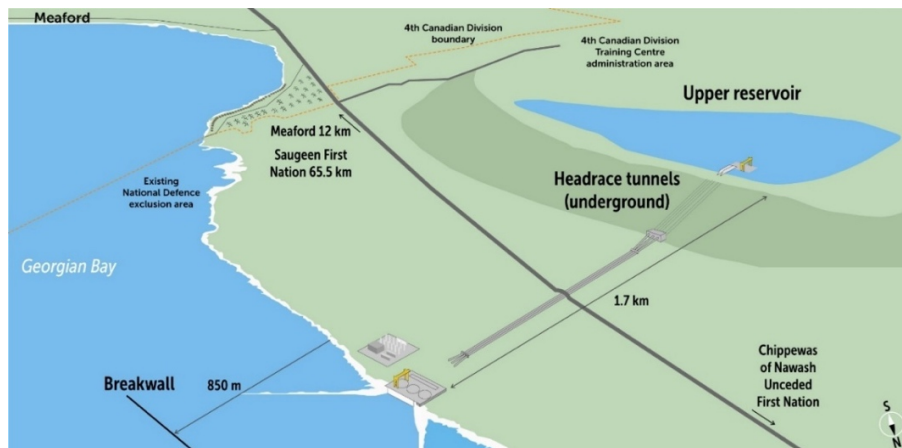 Meaford
4th Canadian Division
boundary
4th Canadian Division
Training Centre
administration area
Upper reservoir
Meaford 12 km
Saugeen First
Nation 65.5 km
Existing
National Defence
exclusion area
Headrace tunnels
(underground)
Georgian Bay
1.7 km
Chippewas
of Nawash
Unceded
First Nation
Breakwall
850 m
S
N